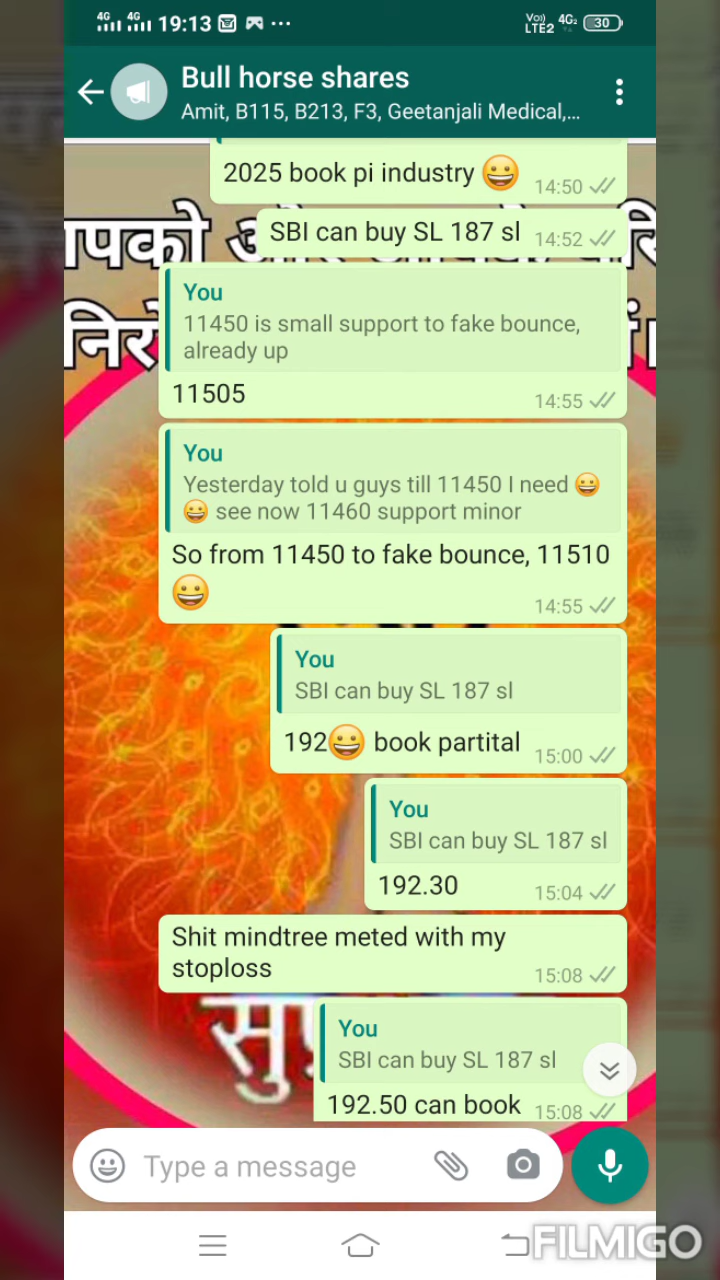 4G 4G 19:13 ... Vo) LTE2 4G2 30
Bull horse shares
Amit, B115, B213, F3, Geetanjali Medical,...
2025 book pi industry 😀 14:50
SBI can buy SL 187 sl 14:52
पको
You
11450 is small support to fake bounce,
already up
11505 14:55
निरो
You
Yesterday told u guys till 11450 I need 😀
😀 see now 11460 support minor
So from 11450 to fake bounce, 11510
😀 14:55
You
SBI can buy SL 187 sl
192😀 book partital 15:00
You
SBI can buy SL 187 sl
192.30 15:04
Shit mindtree meted with my
stoploss 15:08
You
SBI can buy SL 187 sl
192.50 can book 15:08
Type a message
FILMIGO